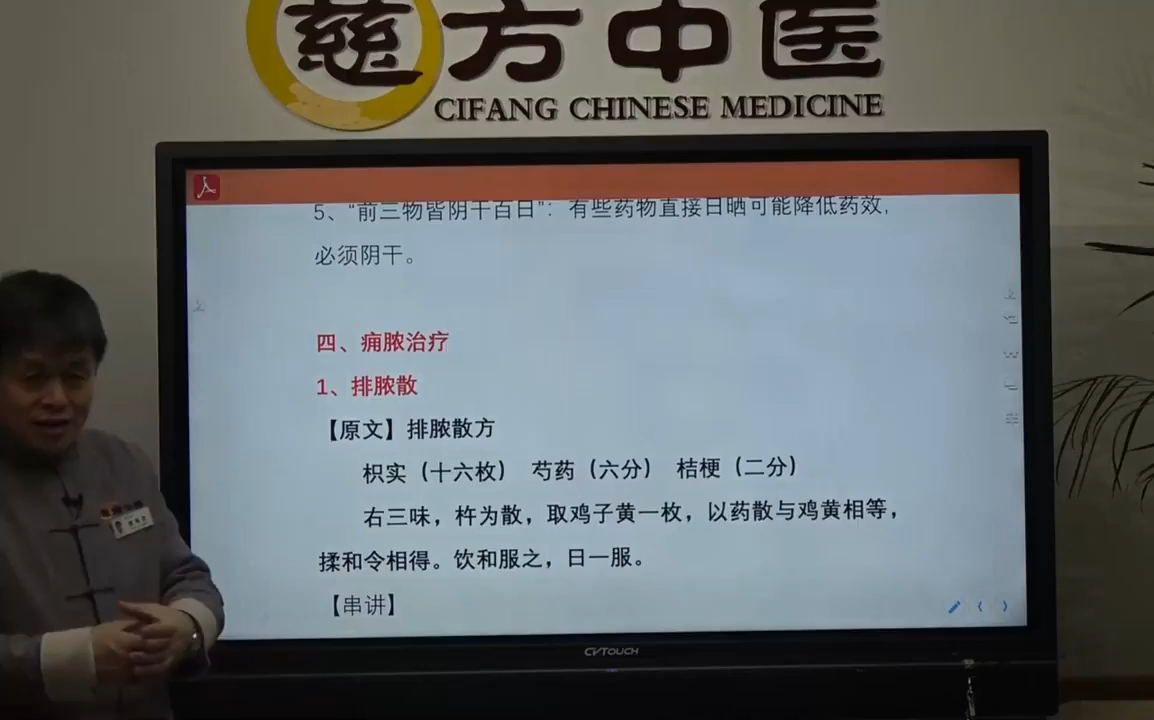 慈方中医
CIFANG CHINESE MEDICINE
5、“前三物皆阴干百日”：有些药物直接日晒可能降低药效，
必须阴干。
四、痈脓治疗
1、排脓散
【原文】排脓散方
枳实（十六枚） 芍药（六分） 桔梗（二分）
右三味，杵为散，取鸡子黄一枚，以药散与鸡黄相等，
揉和令相得。饮和服之，日一服。
【串讲】
CVTOUCH